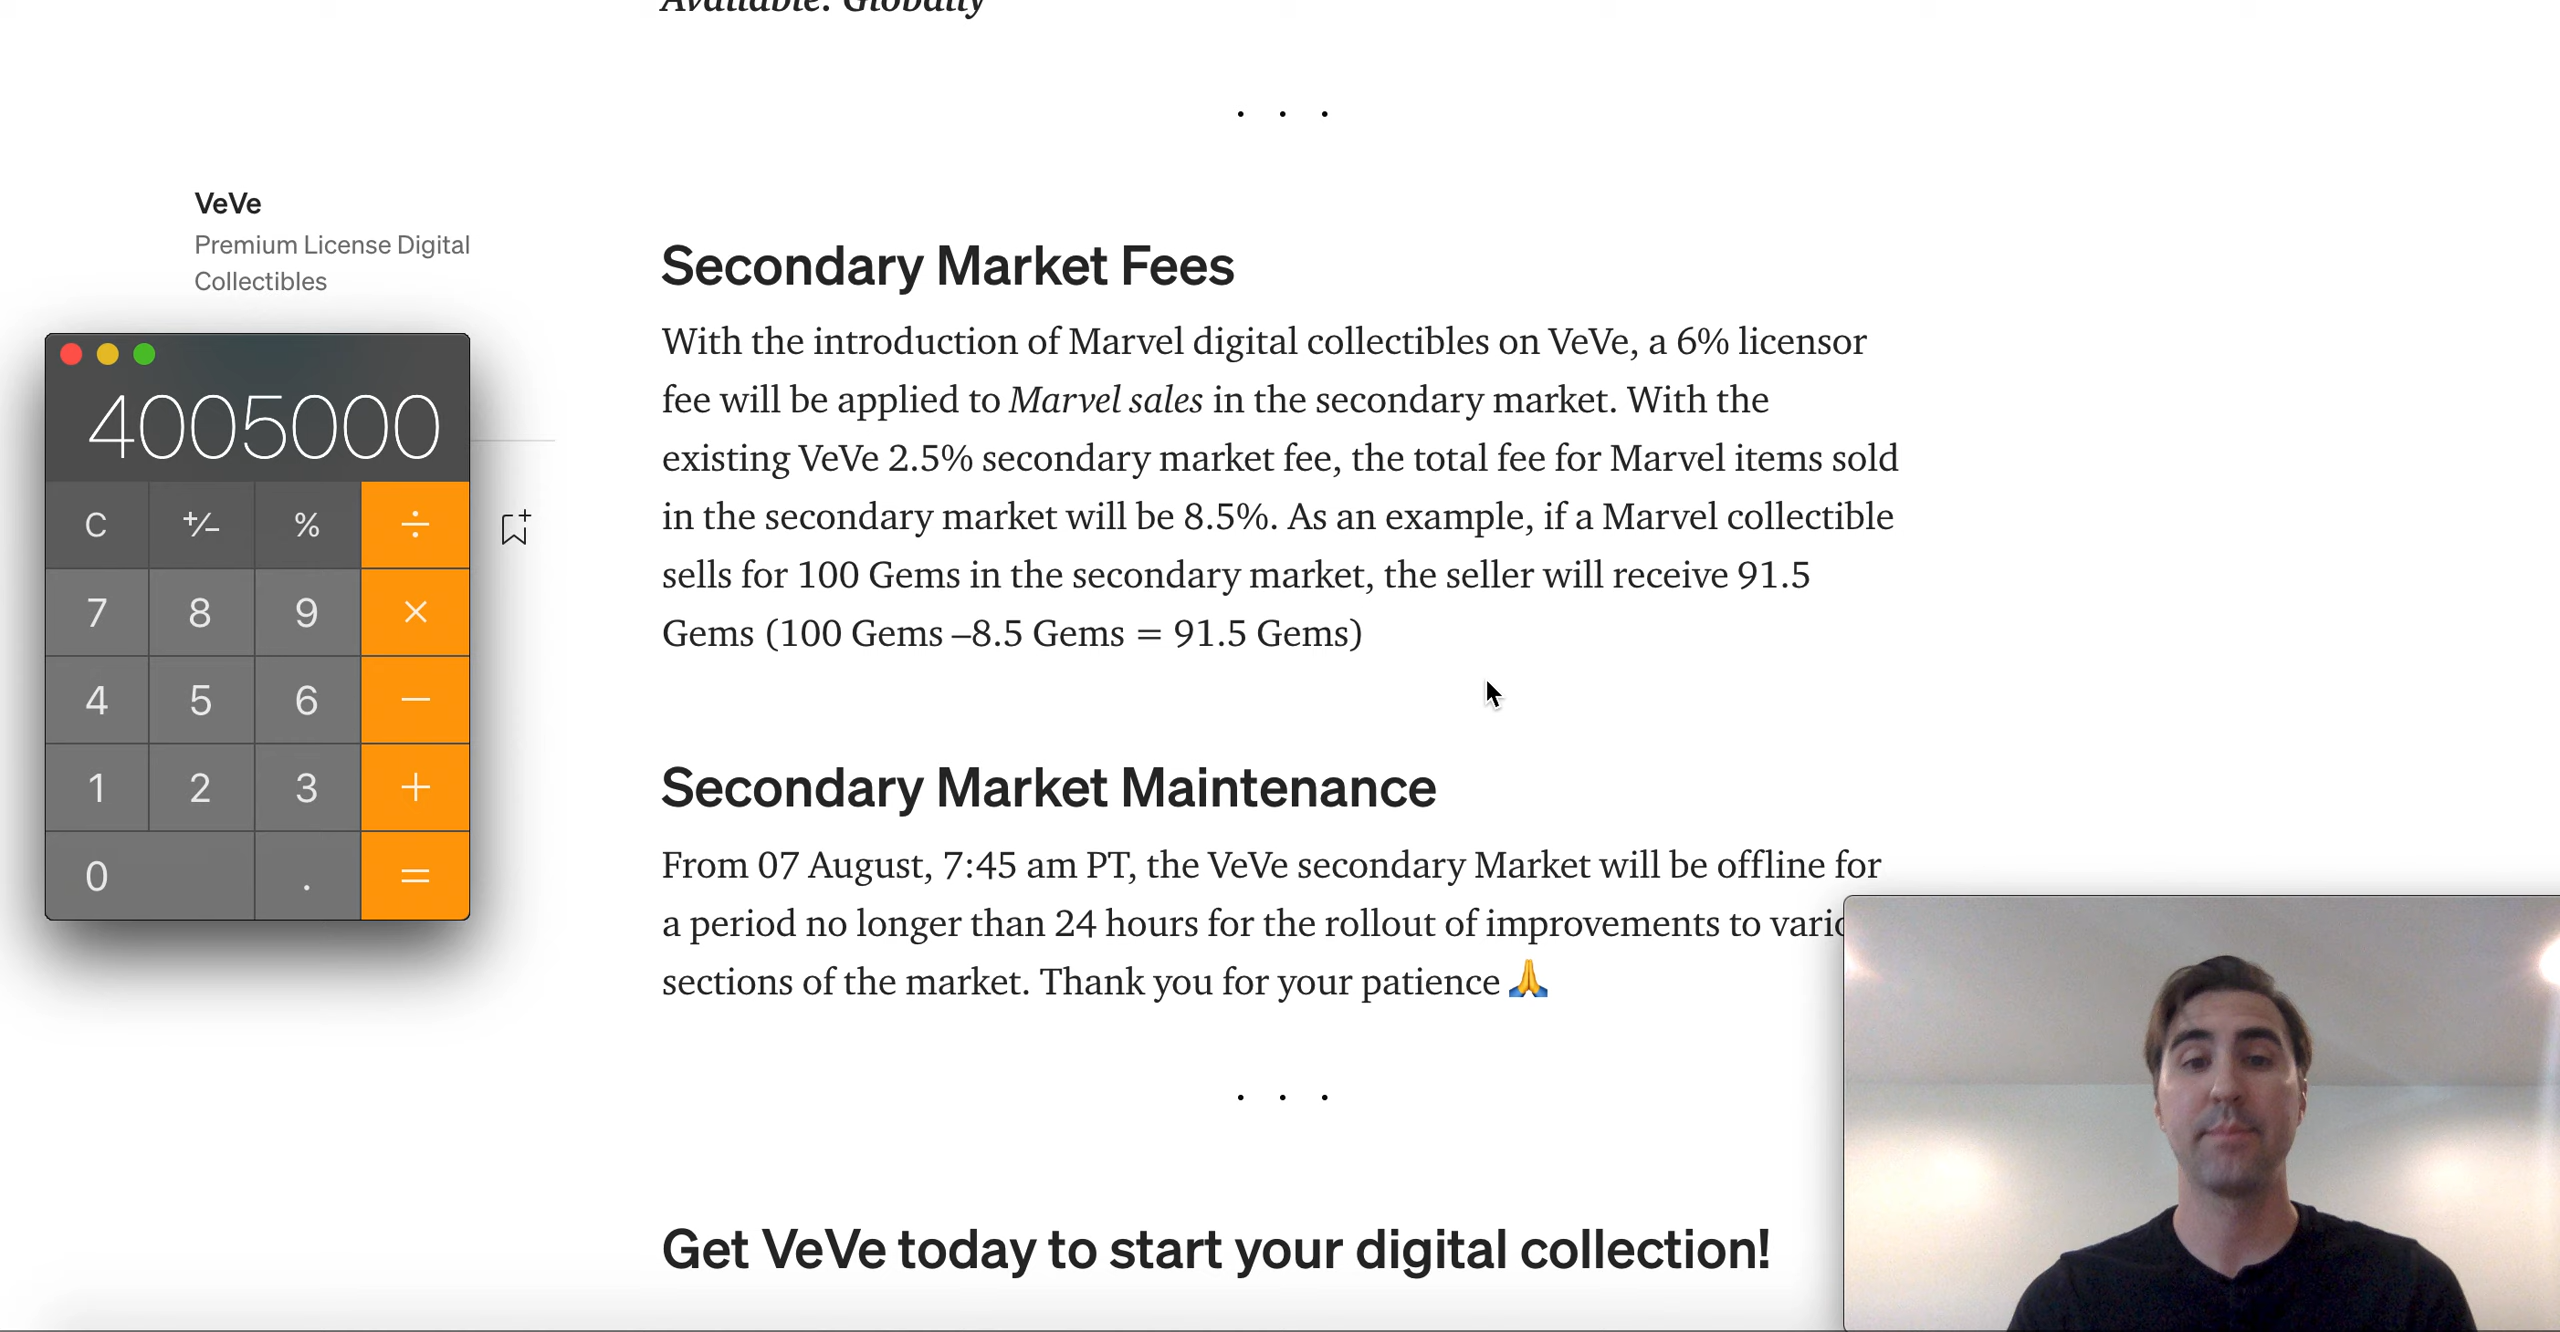 Available: Globally
. . .
VeVe
Premium License Digital
Collectibles
4005000
C +/− % ÷
7 8 9 ×
4 5 6 −
1 2 3 +
0 . =
Secondary Market Fees
With the introduction of Marvel digital collectibles on VeVe, a 6% licensor
fee will be applied to Marvel sales in the secondary market. With the
existing VeVe 2.5% secondary market fee, the total fee for Marvel items sold
in the secondary market will be 8.5%. As an example, if a Marvel collectible
sells for 100 Gems in the secondary market, the seller will receive 91.5
Gems (100 Gems –8.5 Gems = 91.5 Gems)
Secondary Market Maintenance
From 07 August, 7:45 am PT, the VeVe secondary Market will be offline for
a period no longer than 24 hours for the rollout of improvements to vario
sections of the market. Thank you for your patience 🙏
. . .
Get VeVe today to start your digital collection!